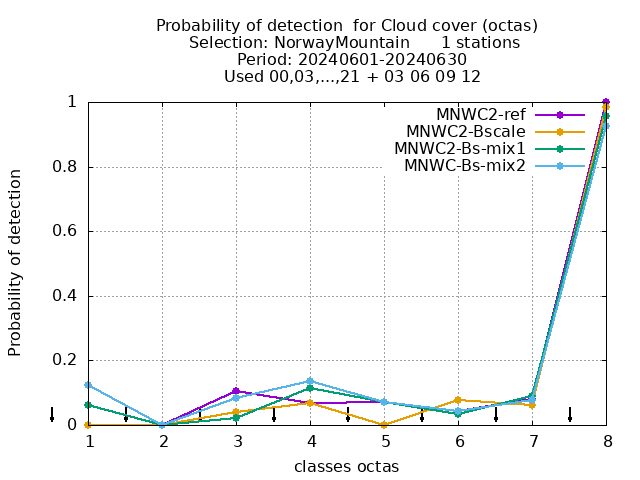 Probability of detection  for Cloud cover (octas)
Selection: NorwayMountain      1 stations
Period: 20240601-20240630
Used 00,03,...,21 + 03 06 09 12
MNWC2-ref
MNWC2-Bscale
MNWC2-Bs-mix1
MNWC-Bs-mix2
Probability of detection
1
0.8
0.6
0.4
0.2
0
1 2 3 4 5 6 7 8
classes octas